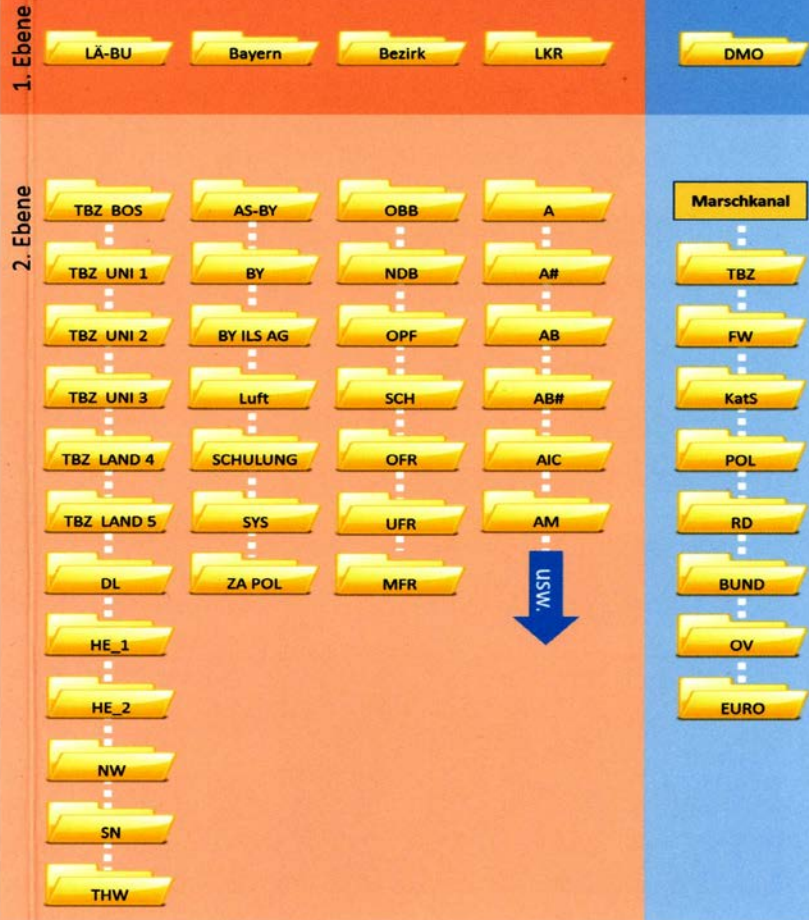 1. Ebene
LÄ-BU
Bayern
Bezirk
LKR
DMO
2. Ebene
TBZ BOS
AS-BY
OBB
A
Marschkanal
TBZ UNI 1
BY
NDB
A#
TBZ
TBZ UNI 2
BY ILS AG
OPF
AB
FW
TBZ UNI 3
Luft
SCH
AB#
KatS
TBZ LAND 4
SCHULUNG
OFR
AIC
POL
TBZ LAND 5
SYS
UFR
AM
RD
DL
ZA POL
MFR
usw.
BUND
HE_1
OV
HE_2
EURO
NW
SN
THW